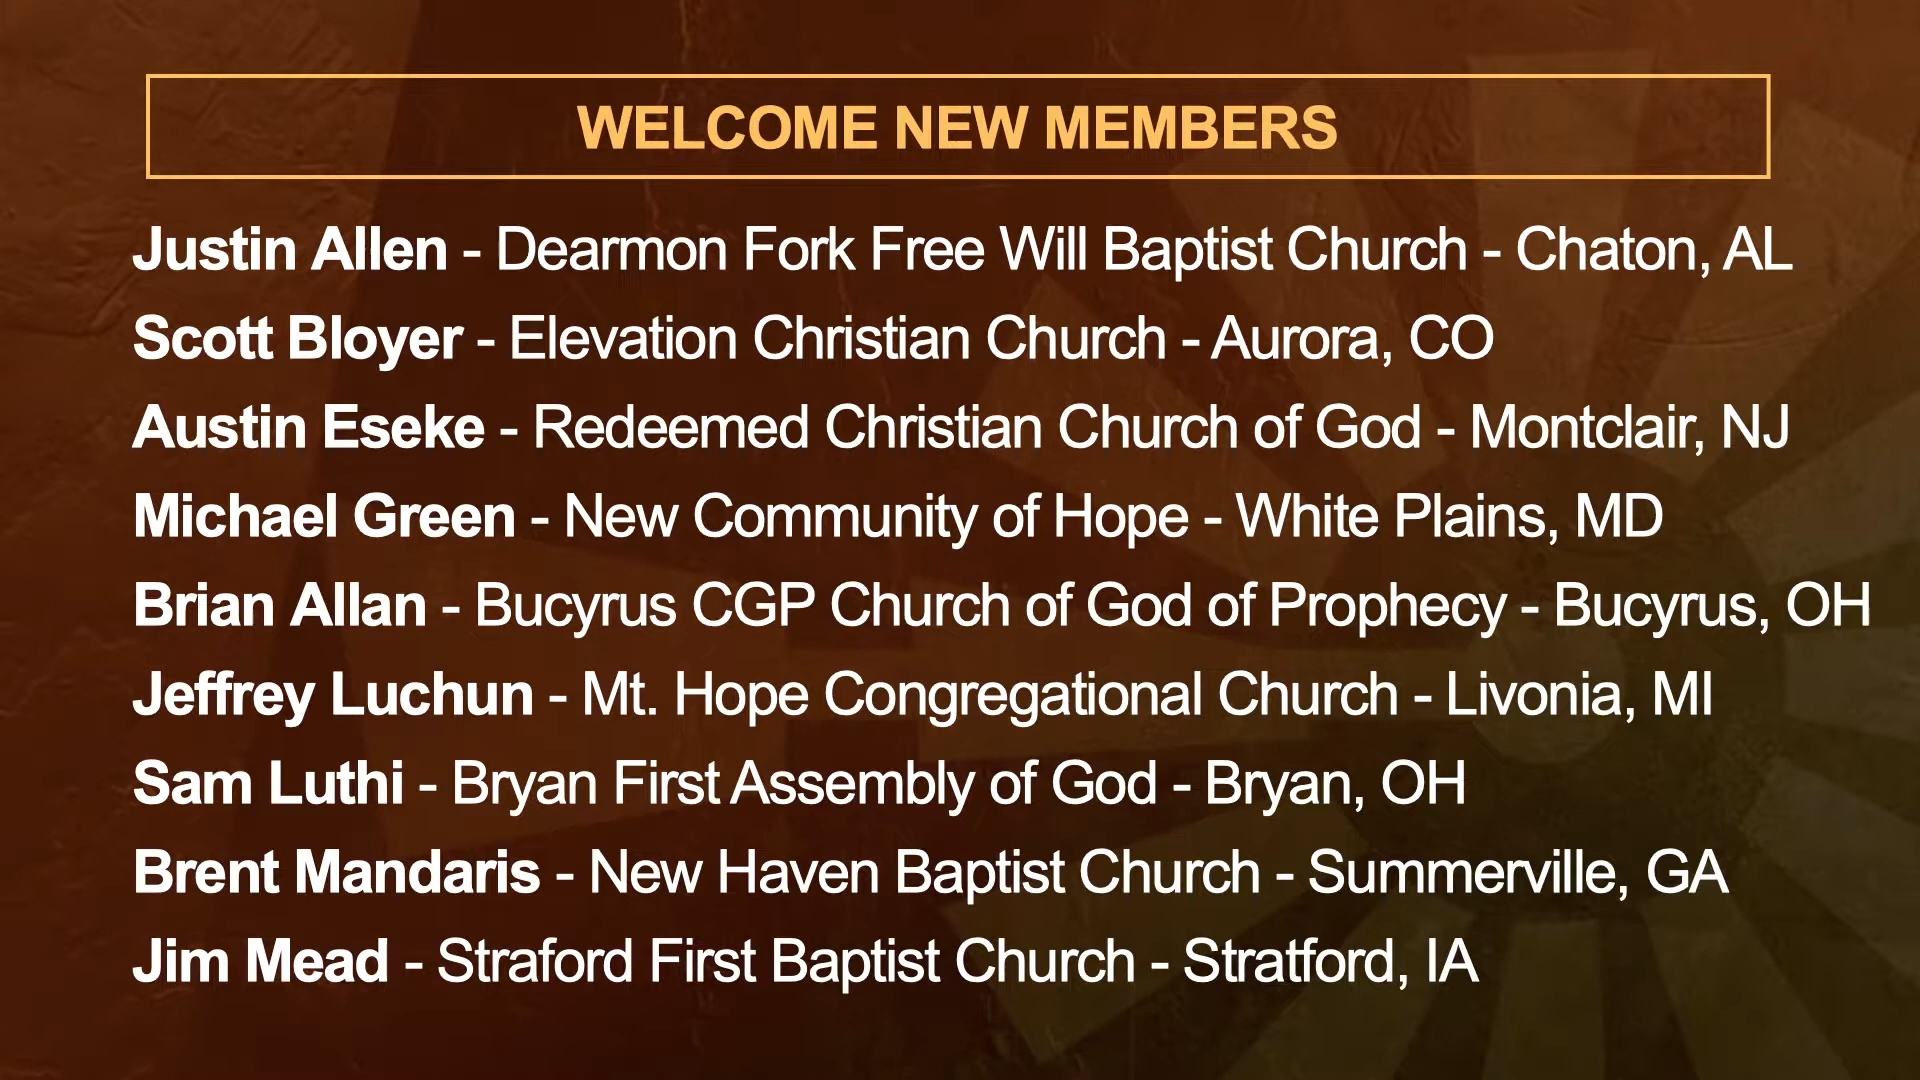 WELCOME NEW MEMBERS
Justin Allen - Dearmon Fork Free Will Baptist Church - Chaton, AL
Scott Bloyer - Elevation Christian Church - Aurora, CO
Austin Eseke - Redeemed Christian Church of God - Montclair, NJ
Michael Green - New Community of Hope - White Plains, MD
Brian Allan - Bucyrus CGP Church of God of Prophecy - Bucyrus, OH
Jeffrey Luchun - Mt. Hope Congregational Church - Livonia, MI
Sam Luthi - Bryan First Assembly of God - Bryan, OH
Brent Mandaris - New Haven Baptist Church - Summerville, GA
Jim Mead - Straford First Baptist Church - Stratford, IA